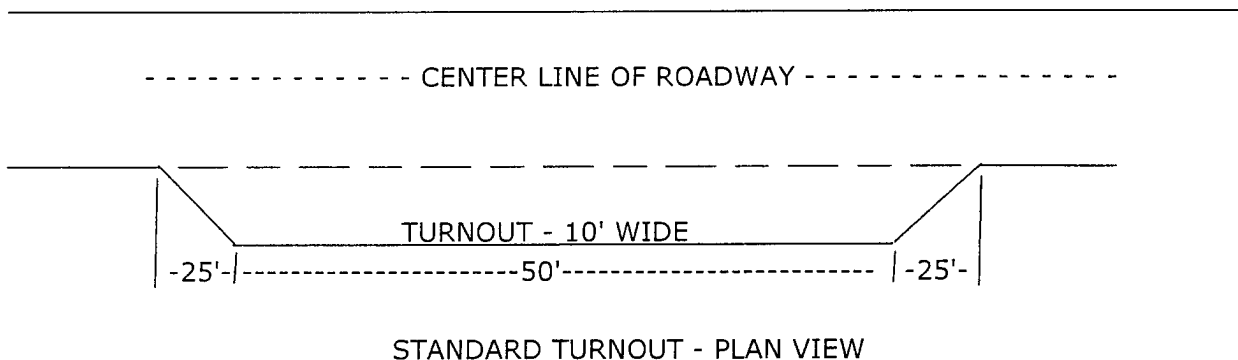 - - - - - - - - - - - - - CENTER LINE OF ROADWAY - - - - - - - - - - - - - -
TURNOUT - 10' WIDE
-25'-|-----------------------50'-------------------------- |-25'-
STANDARD TURNOUT - PLAN VIEW